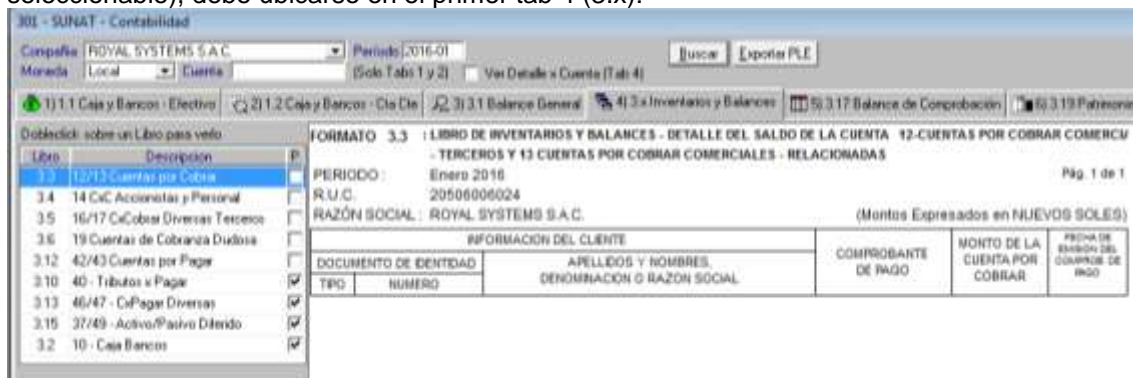 seleccionable), debe ubicarse en el primer tab 4 (3.x).
301 - SUNAT - Contabilidad
Compañia ROYAL SYSTEMS S.A.C. Periodo 2016-01 Buscar Exportar PLE
Moneda Local Cuenta (Solo Tabs 1 y 2) Ver Detalle x Cuenta (Tab 4)
1) 1.1 Caja y Bancos - Efectivo 2) 1.2 Caja y Bancos - Cta Cte 3) 3.1 Balance General 4) 3.x Inventarios y Balances 5) 3.17 Balance de Comprobación 6) 3.19 Patrimonio
Dobleclick sobre un Libro para verlo
Libro Descripcion P
3.3 12/13 Cuentas por Cobrar
3.4 14 CxC Accionistas y Personal
3.5 16/17 CxCobrar Diversas Terceros
3.6 19 Cuentas de Cobranza Dudosa
3.12 42/43 Cuentas por Pagar
3.10 40 - Tributos x Pagar
3.13 46/47 - CxPagar Diversas
3.15 37/49 - Activo/Pasivo Diferido
3.2 10 - Caja Bancos
FORMATO 3.3 : LIBRO DE INVENTARIOS Y BALANCES - DETALLE DEL SALDO DE LA CUENTA 12-CUENTAS POR COBRAR COMERCI
- TERCEROS Y 13 CUENTAS POR COBRAR COMERCIALES - RELACIONADAS
PERIODO : Enero 2016 Pág. 1 de 1
R.U.C. 20506006024
RAZÓN SOCIAL : ROYAL SYSTEMS S.A.C. (Montos Expresados en NUEVOS SOLES)
INFORMACION DEL CLIENTE
DOCUMENTO DE IDENTIDAD
TIPO NUMERO
APELLIDOS Y NOMBRES,
DENOMINACION O RAZON SOCIAL
COMPROBANTE
DE PAGO
MONTO DE LA
CUENTA POR
COBRAR
FECHA DE
EMISION DEL
COMPROB. DE
PAGO